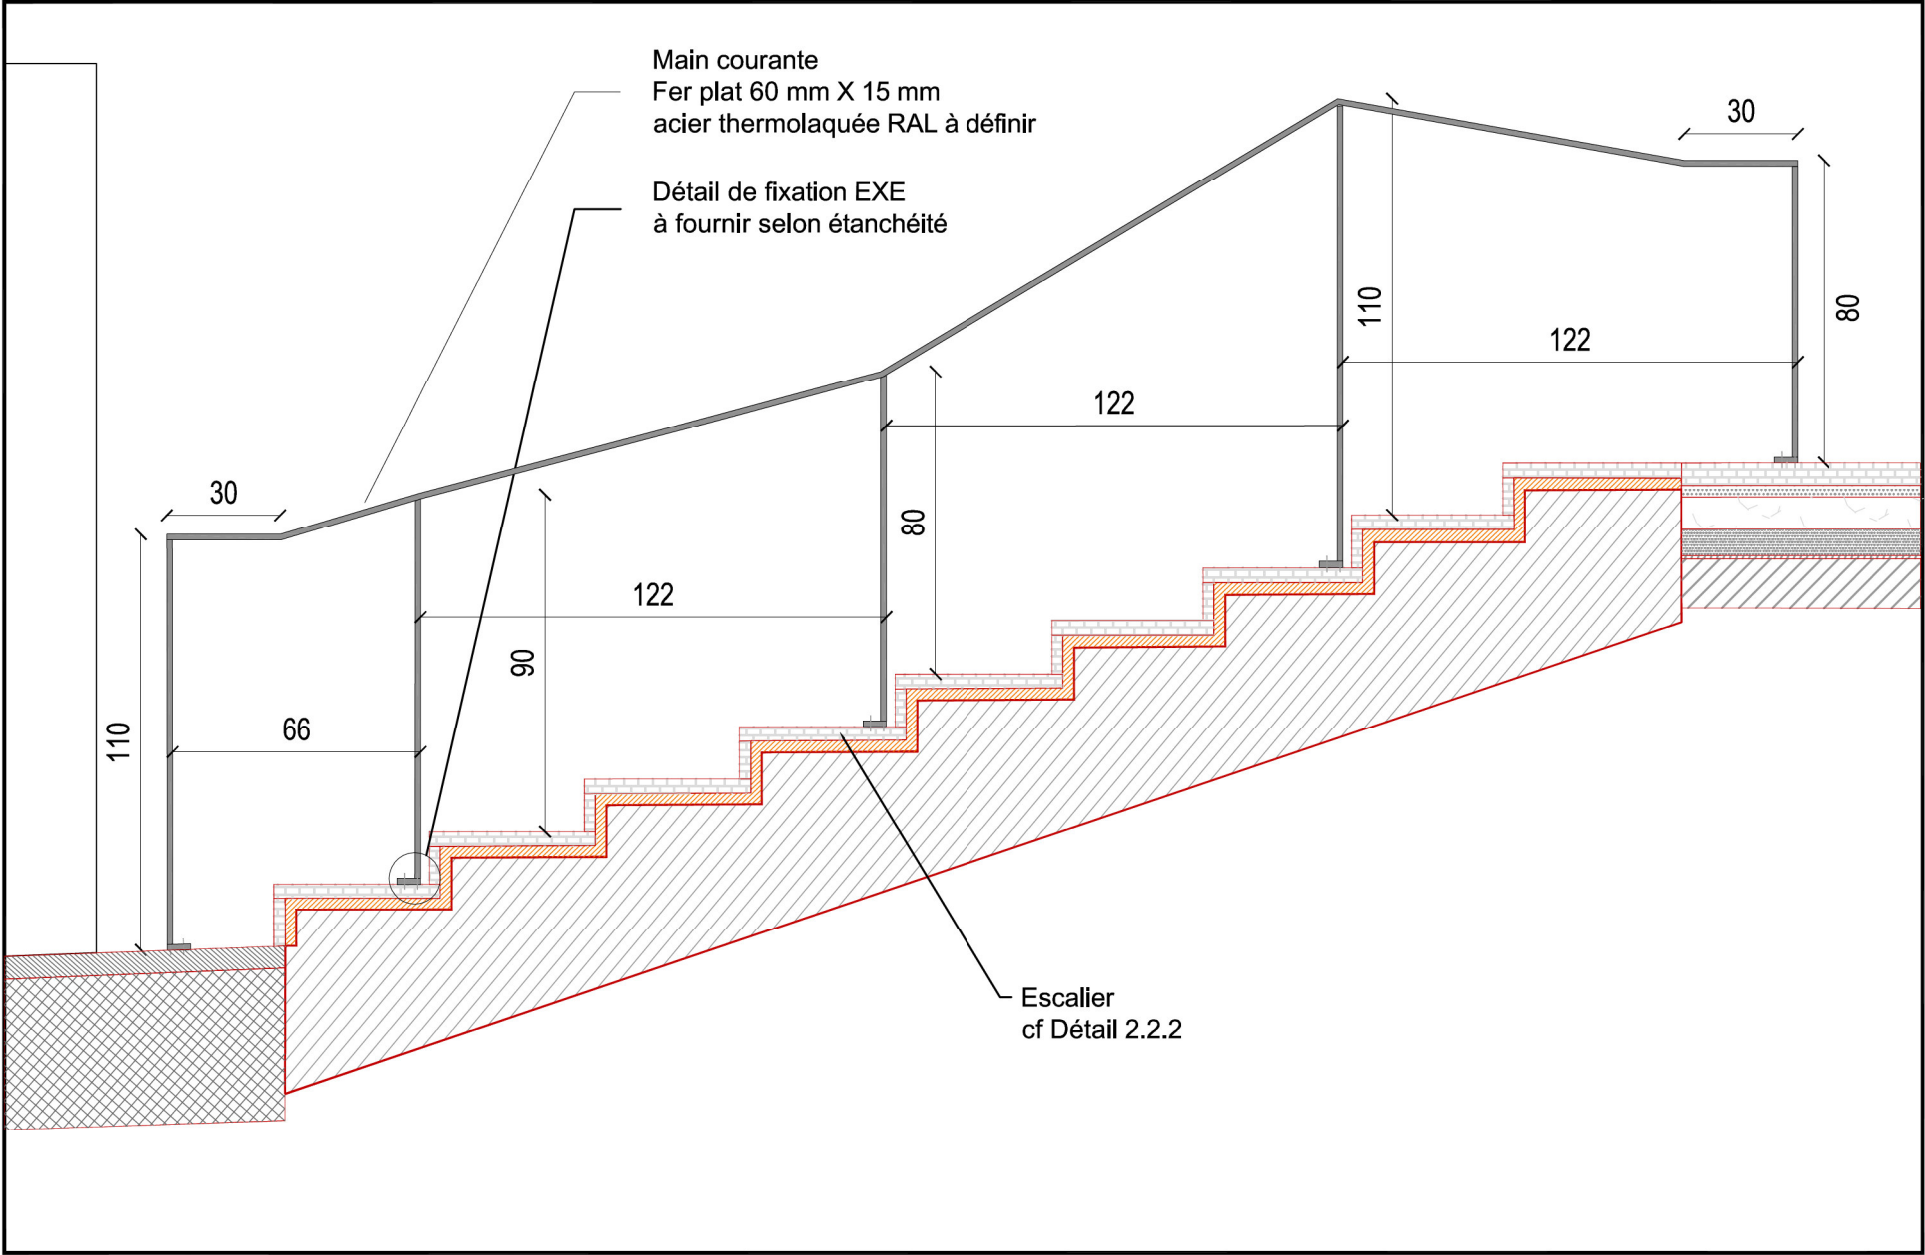 Main courante
Fer plat 60 mm X 15 mm
acier thermolaquée RAL à définir
Détail de fixation EXE
à fournir selon étanchéité
30
30
110
80
122
122
80
30
122
90
110
66
Escalier
cf Détail 2.2.2